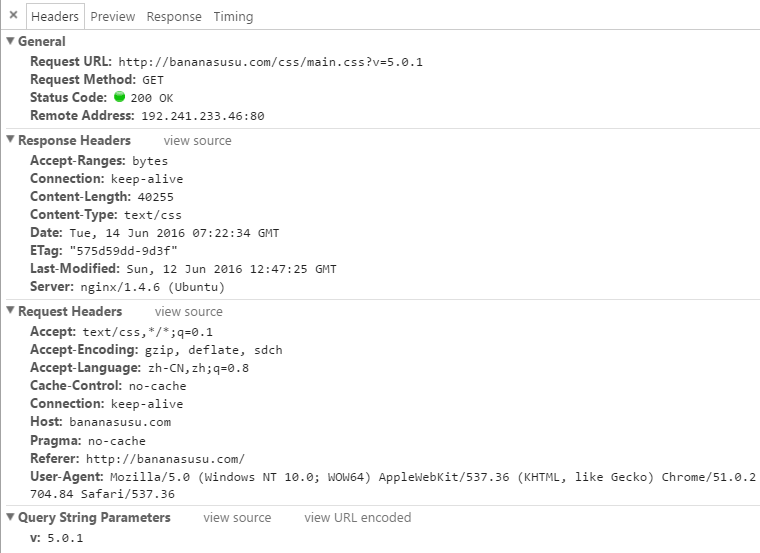 × Headers Preview Response Timing
▼ General
Request URL: http://bananasusu.com/css/main.css?v=5.0.1
Request Method: GET
Status Code: 200 OK
Remote Address: 192.241.233.46:80
▼ Response Headers view source
Accept-Ranges: bytes
Connection: keep-alive
Content-Length: 40255
Content-Type: text/css
Date: Tue, 14 Jun 2016 07:22:34 GMT
ETag: "575d59dd-9d3f"
Last-Modified: Sun, 12 Jun 2016 12:47:25 GMT
Server: nginx/1.4.6 (Ubuntu)
▼ Request Headers view source
Accept: text/css,*/*;q=0.1
Accept-Encoding: gzip, deflate, sdch
Accept-Language: zh-CN,zh;q=0.8
Cache-Control: no-cache
Connection: keep-alive
Host: bananasusu.com
Pragma: no-cache
Referer: http://bananasusu.com/
User-Agent: Mozilla/5.0 (Windows NT 10.0; WOW64) AppleWebKit/537.36 (KHTML, like Gecko) Chrome/51.0.2
704.84 Safari/537.36
▼ Query String Parameters view source view URL encoded
v: 5.0.1